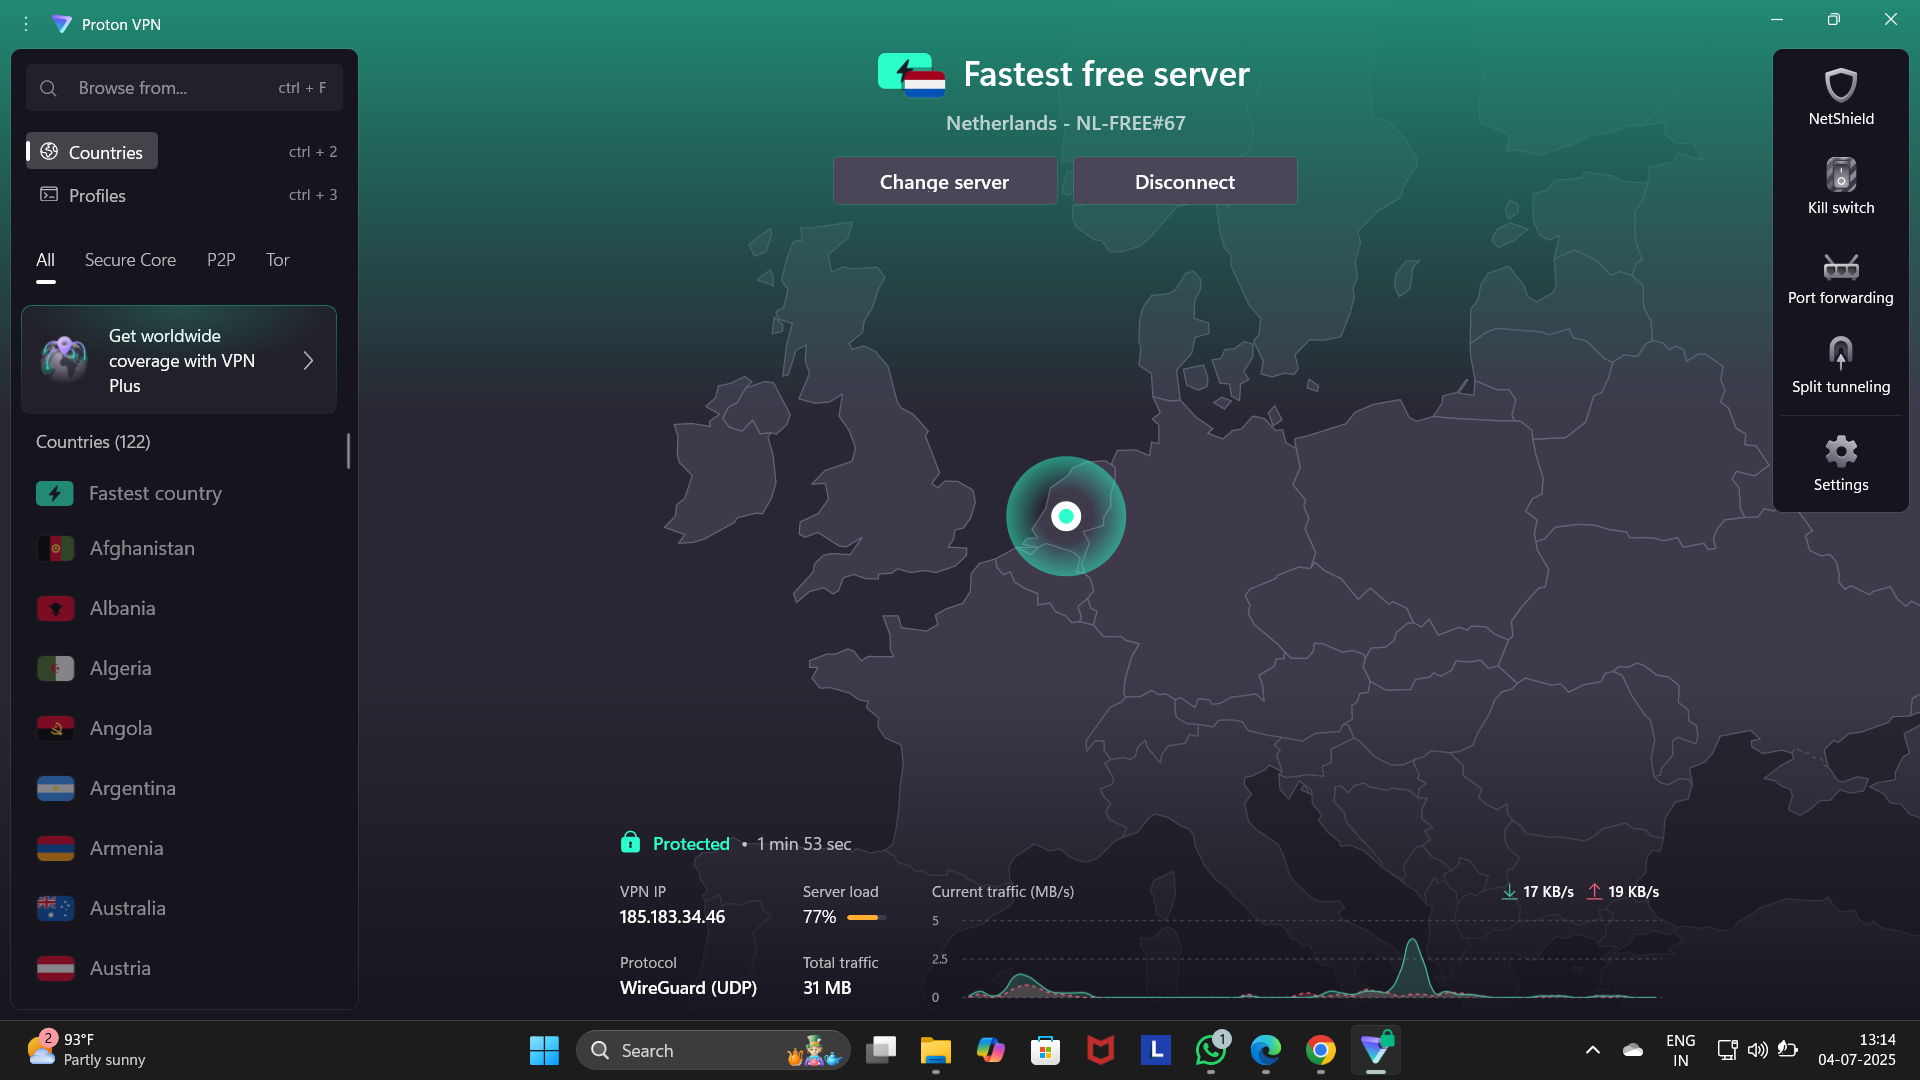 Proton VPN
Browse from...
ctrl + F
Countries
ctrl + 2
Profiles
ctrl + 3
All
Secure Core
P2P
Tor
Get worldwide
coverage with VPN
Plus
Countries (122)
Fastest country
Afghanistan
Albania
Algeria
Angola
Argentina
Armenia
Australia
Austria
Fastest free server
Netherlands - NL-FREE#67
Change server
Disconnect
NetShield
Kill switch
Port forwarding
Split tunneling
Settings
Protected • 1 min 53 sec
VPN IP
185.183.34.46
Server load
77%
Protocol
WireGuard (UDP)
Total traffic
31 MB
Current traffic (MB/s)
17 KB/s
19 KB/s
5
2.5
0
2
93°F
Partly sunny
Search
L
1
ENG
IN
13:14
04-07-2025